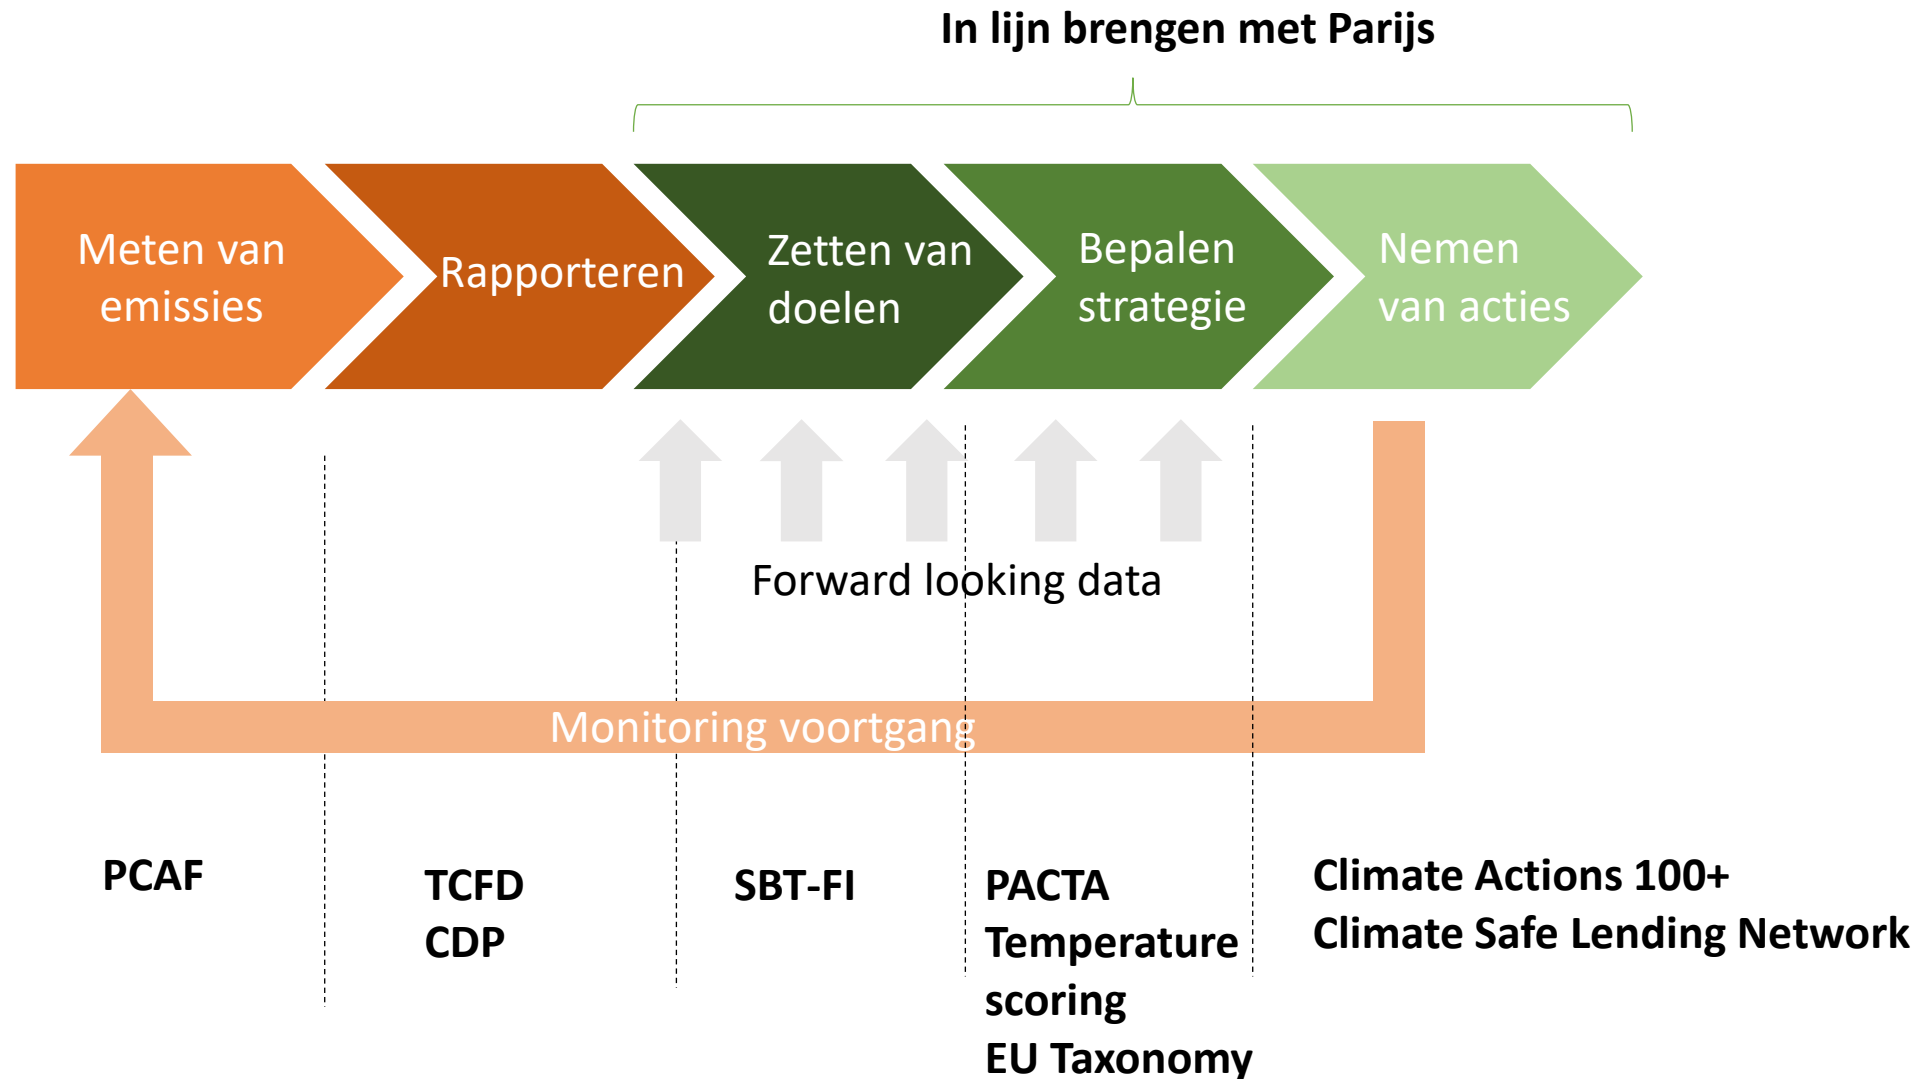 In lijn brengen met Parijs
Meten van
emissies
Rapporteren
Zetten van
doelen
Bepalen
strategie
Nemen
van acties
Forward looking data
Monitoring voortgang
PCAF
TCFD
CDP
SBT-FI
PACTA
Temperature
scoring
EU Taxonomy
Climate Actions 100+
Climate Safe Lending Network